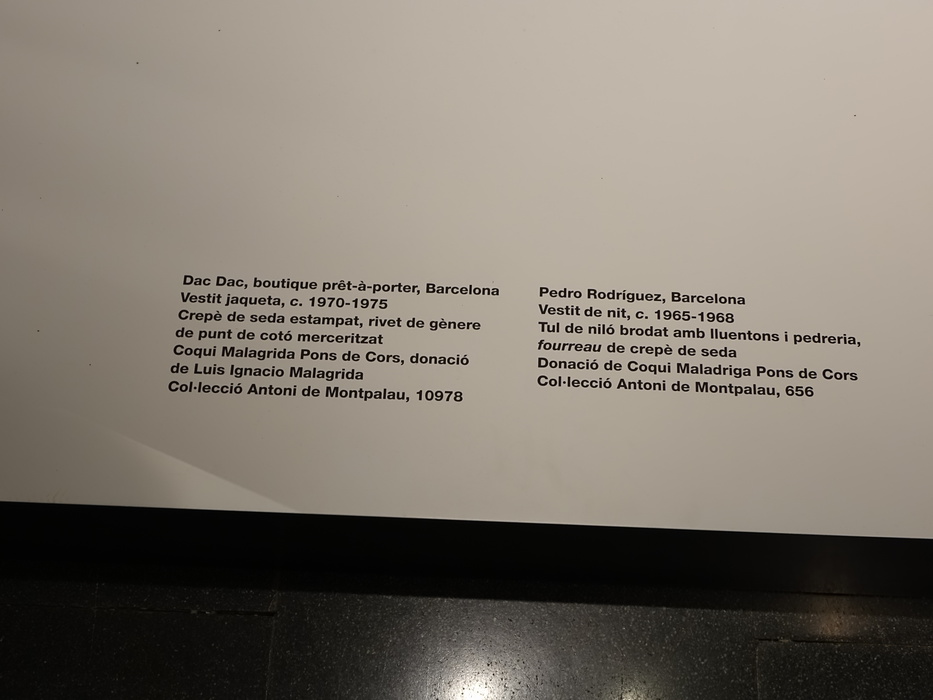 Dac Dac, boutique prêt-à-porter, Barcelona
Vestit jaqueta, c. 1970-1975
Crepè de seda estampat, rivet de gènere
de punt de cotó merceritzat
Coqui Malagrida Pons de Cors, donació
de Luis Ignacio Malagrida
Col·lecció Antoni de Montpalau, 10978
Pedro Rodríguez, Barcelona
Vestit de nit, c. 1965-1968
Tul de niló brodat amb lluentons i pedreria,
fourreau de crepè de seda
Donació de Coqui Maladriga Pons de Cors
Col·lecció Antoni de Montpalau, 656